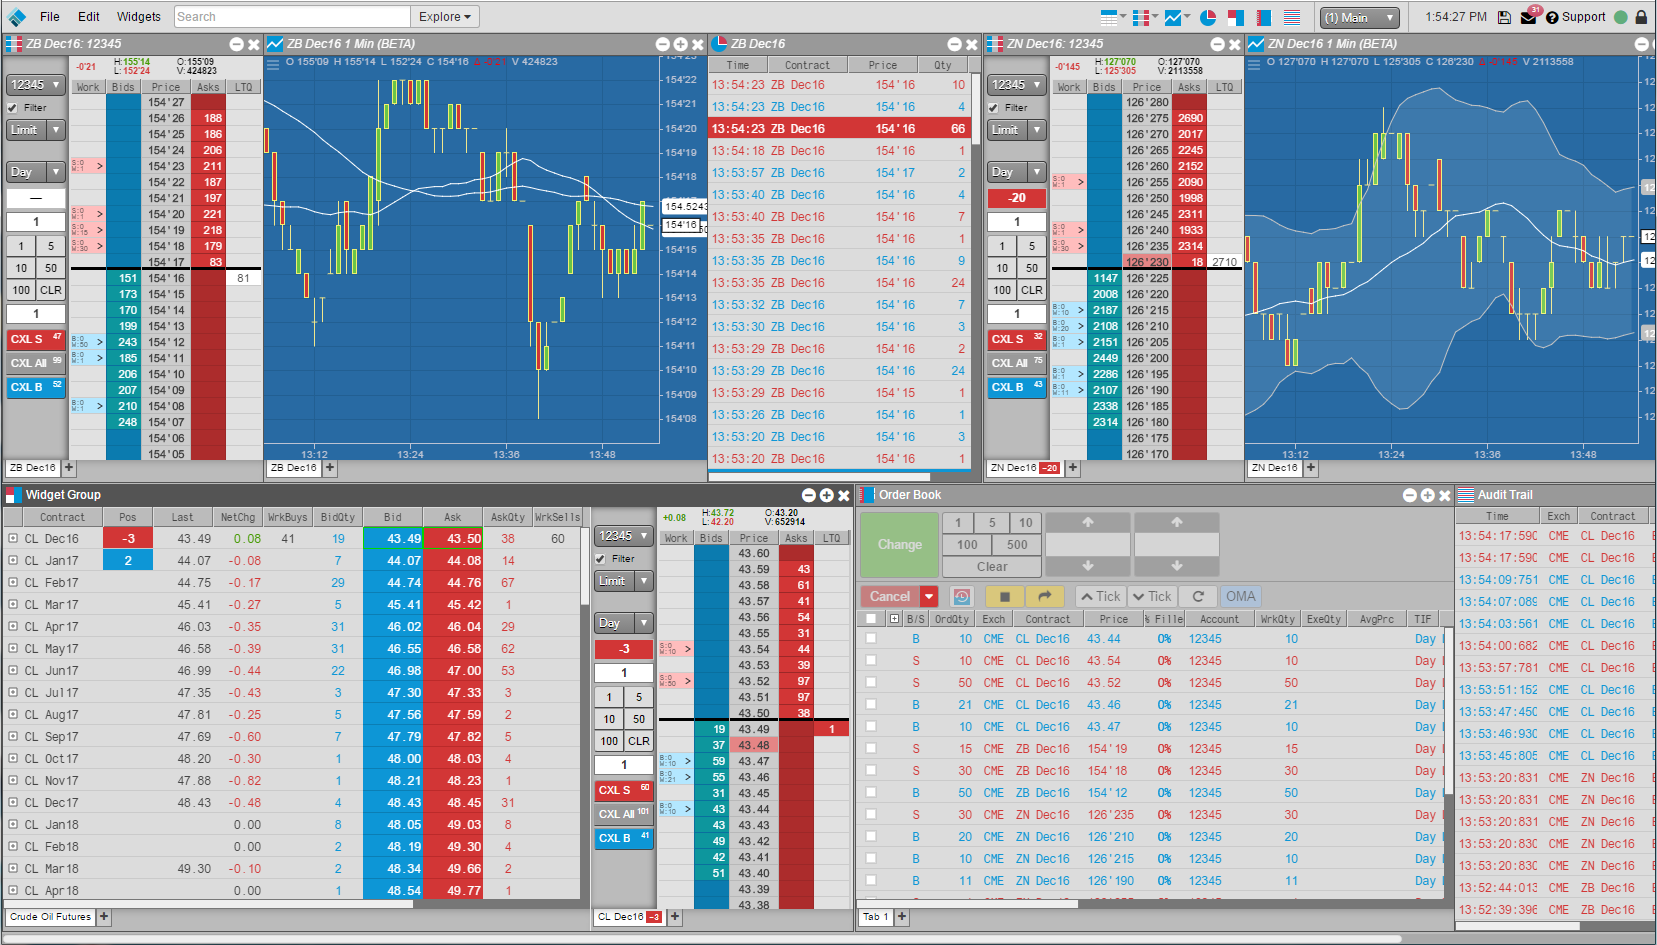 File Edit Widgets Search Explore (1) Main 1:54:27 PM 31 Support
ZB Dec16: 12345
-0'21 H:155'14 O:155'09
L:152'24 V:424823
12345
Filter
Limit
Day
—
1
1 5
10 50
100 CLR
1
CXL S 47
CXL All 99
CXL B 52
Work Bids Price Asks LTQ
154'27
154'26 188
154'25 186
154'24 206
S:0 W:1 > 154'23 211
154'22 187
154'21 197
S:0 W:1 > 154'20 221
S:0 W:15 > 154'19 218
S:0 W:30 > 154'18 179
154'17 83
151 154'16 81
173 154'15
170 154'14
199 154'13
B:0 W:50 > 243 154'12
B:0 W:1 > 185 154'11
206 154'10
207 154'09
B:0 W:1 > 210 154'08
248 154'07
154'06
154'05
ZB Dec16 +
ZB Dec16 1 Min (BETA)
O 155'09 H 155'14 L 152'24 C 154'16 Δ -0'21 V 424823
154'22
154'21
154'20
154'19
154'18
154.5243
154'16
154'15
154'14
154'13
154'12
154'11
154'10
154'09
154'08
13:12 13:24 13:36 13:48
ZB Dec16 +
ZB Dec16
Time Contract Price Qty
13:54:23 ZB Dec16 154'16 10
13:54:23 ZB Dec16 154'16 4
13:54:23 ZB Dec16 154'16 66
13:54:18 ZB Dec16 154'16 1
13:53:57 ZB Dec16 154'17 2
13:53:40 ZB Dec16 154'16 4
13:53:40 ZB Dec16 154'16 7
13:53:35 ZB Dec16 154'16 1
13:53:35 ZB Dec16 154'16 9
13:53:35 ZB Dec16 154'16 24
13:53:32 ZB Dec16 154'16 7
13:53:30 ZB Dec16 154'16 3
13:53:29 ZB Dec16 154'16 2
13:53:29 ZB Dec16 154'16 24
13:53:29 ZB Dec16 154'15 1
13:53:26 ZB Dec16 154'16 1
13:53:20 ZB Dec16 154'16 3
13:53:20 ZB Dec16 154'16 1
ZN Dec16: 12345
-0'145 H:127'070 O:127'070
L:125'305 V:2113558
12345
Filter
Limit
Day
-20
1
1 5
10 50
100 CLR
1
CXL S 32
CXL All 75
CXL B 43
Work Bids Price Asks LTQ
126'280
126'275 2690
126'270 2017
126'265 2245
126'260 2152
S:0 W:1 > 126'255 2090
126'250 1998
126'245 2311
S:0 W:1 > 126'240 1933
S:0 W:30 > 126'235 2314
126'230 18 2710
1147 126'225
2008 126'220
B:0 W:10 > 2187 126'215
B:0 W:20 > 2108 126'210
B:0 W:1 > 2151 126'205
2449 126'200
B:0 W:1 > 2286 126'195
B:0 W:11 > 2107 126'190
2338 126'185
2314 126'180
126'175
126'170
ZN Dec16 -20 +
ZN Dec16 1 Min (BETA)
O 127'070 H 127'070 L 125'305 C 126'230 Δ -0'145 V 2113558
13:12 13:24 13:36 13:48
ZN Dec16 +
Widget Group
Contract Pos Last NetChg WrkBuys BidQty Bid Ask AskQty WrkSells
CL Dec16 -3 43.49 0.08 41 19 43.49 43.50 38 60
CL Jan17 2 44.07 -0.08 7 44.07 44.08 14
CL Feb17 44.75 -0.17 29 44.74 44.76 67
CL Mar17 45.41 -0.27 5 45.41 45.42 1
CL Apr17 46.03 -0.35 31 46.02 46.04 29
CL May17 46.58 -0.39 31 46.55 46.58 62
CL Jun17 46.99 -0.44 22 46.98 47.00 53
CL Jul17 47.35 -0.43 3 47.30 47.33 3
CL Aug17 47.81 -0.25 5 47.56 47.59 2
CL Sep17 47.69 -0.60 7 47.79 47.82 5
CL Oct17 48.20 -0.30 1 48.00 48.03 4
CL Nov17 47.88 -0.82 1 48.21 48.23 1
CL Dec17 48.43 -0.48 4 48.43 48.45 31
CL Jan18 0.00 8 48.05 49.03 8
CL Feb18 0.00 2 48.19 49.30 4
CL Mar18 49.30 -0.10 2 48.34 49.66 2
CL Apr18 0.00 1 48.54 49.77 1
Crude Oil Futures +
+0.08 H:43.72 O:43.20
L:42.20 V:652914
12345
Filter
Limit
Day
-3
1
1 5
10 50
100 CLR
1
CXL S 60
CXL All 101
CXL B 41
Work Bids Price Asks LTQ
43.60
43.59 43
43.58 61
43.57 41
43.56 54
43.55 31
S:0 W:10 > 43.54 44
43.53 39
S:0 W:50 > 43.52 97
43.51 97
43.50 38
19 43.49 1
37 43.48
B:0 W:10 > 59 43.47
B:0 W:21 > 55 43.46
31 43.45
B:0 W:10 > 43 43.44
43 43.43
49 43.42
42 43.41
51 43.40
43.39
43.38
CL Dec16 -3 +
Order Book
Change
1 5 10
100 500
Clear
Cancel Tick Tick OMA
B/S OrdQty Exch Contract Price % Fille Account WrkQty ExeQty AvgPrc TIF
B 10 CME CL Dec16 43.44 0% 12345 10 Day
S 10 CME CL Dec16 43.54 0% 12345 10 Day
S 50 CME CL Dec16 43.52 0% 12345 50 Day
B 21 CME CL Dec16 43.46 0% 12345 21 Day
B 10 CME CL Dec16 43.47 0% 12345 10 Day
S 15 CME ZB Dec16 154'19 0% 12345 15 Day
S 30 CME ZB Dec16 154'18 0% 12345 30 Day
B 50 CME ZB Dec16 154'12 0% 12345 50 Day
S 30 CME ZN Dec16 126'235 0% 12345 30 Day
B 20 CME ZN Dec16 126'210 0% 12345 20 Day
B 10 CME ZN Dec16 126'215 0% 12345 10 Day
B 11 CME ZN Dec16 126'190 0% 12345 11 Day
Tab 1 +
Audit Trail
Time Exch Contract
13:54:17:590 CME CL Dec16
13:54:17:590 CME CL Dec16
13:54:09:751 CME CL Dec16
13:54:07:089 CME CL Dec16
13:54:03:561 CME CL Dec16
13:54:00:682 CME CL Dec16
13:53:57:781 CME CL Dec16
13:53:51:152 CME CL Dec16
13:53:47:450 CME CL Dec16
13:53:46:930 CME CL Dec16
13:53:45:805 CME CL Dec16
13:53:20:831 CME ZN Dec16
13:53:20:831 CME ZN Dec16
13:53:20:831 CME ZN Dec16
13:53:20:830 CME ZN Dec16
13:53:20:830 CME ZN Dec16
13:52:44:013 CME ZB Dec16
13:52:39:396 CME ZB Dec16